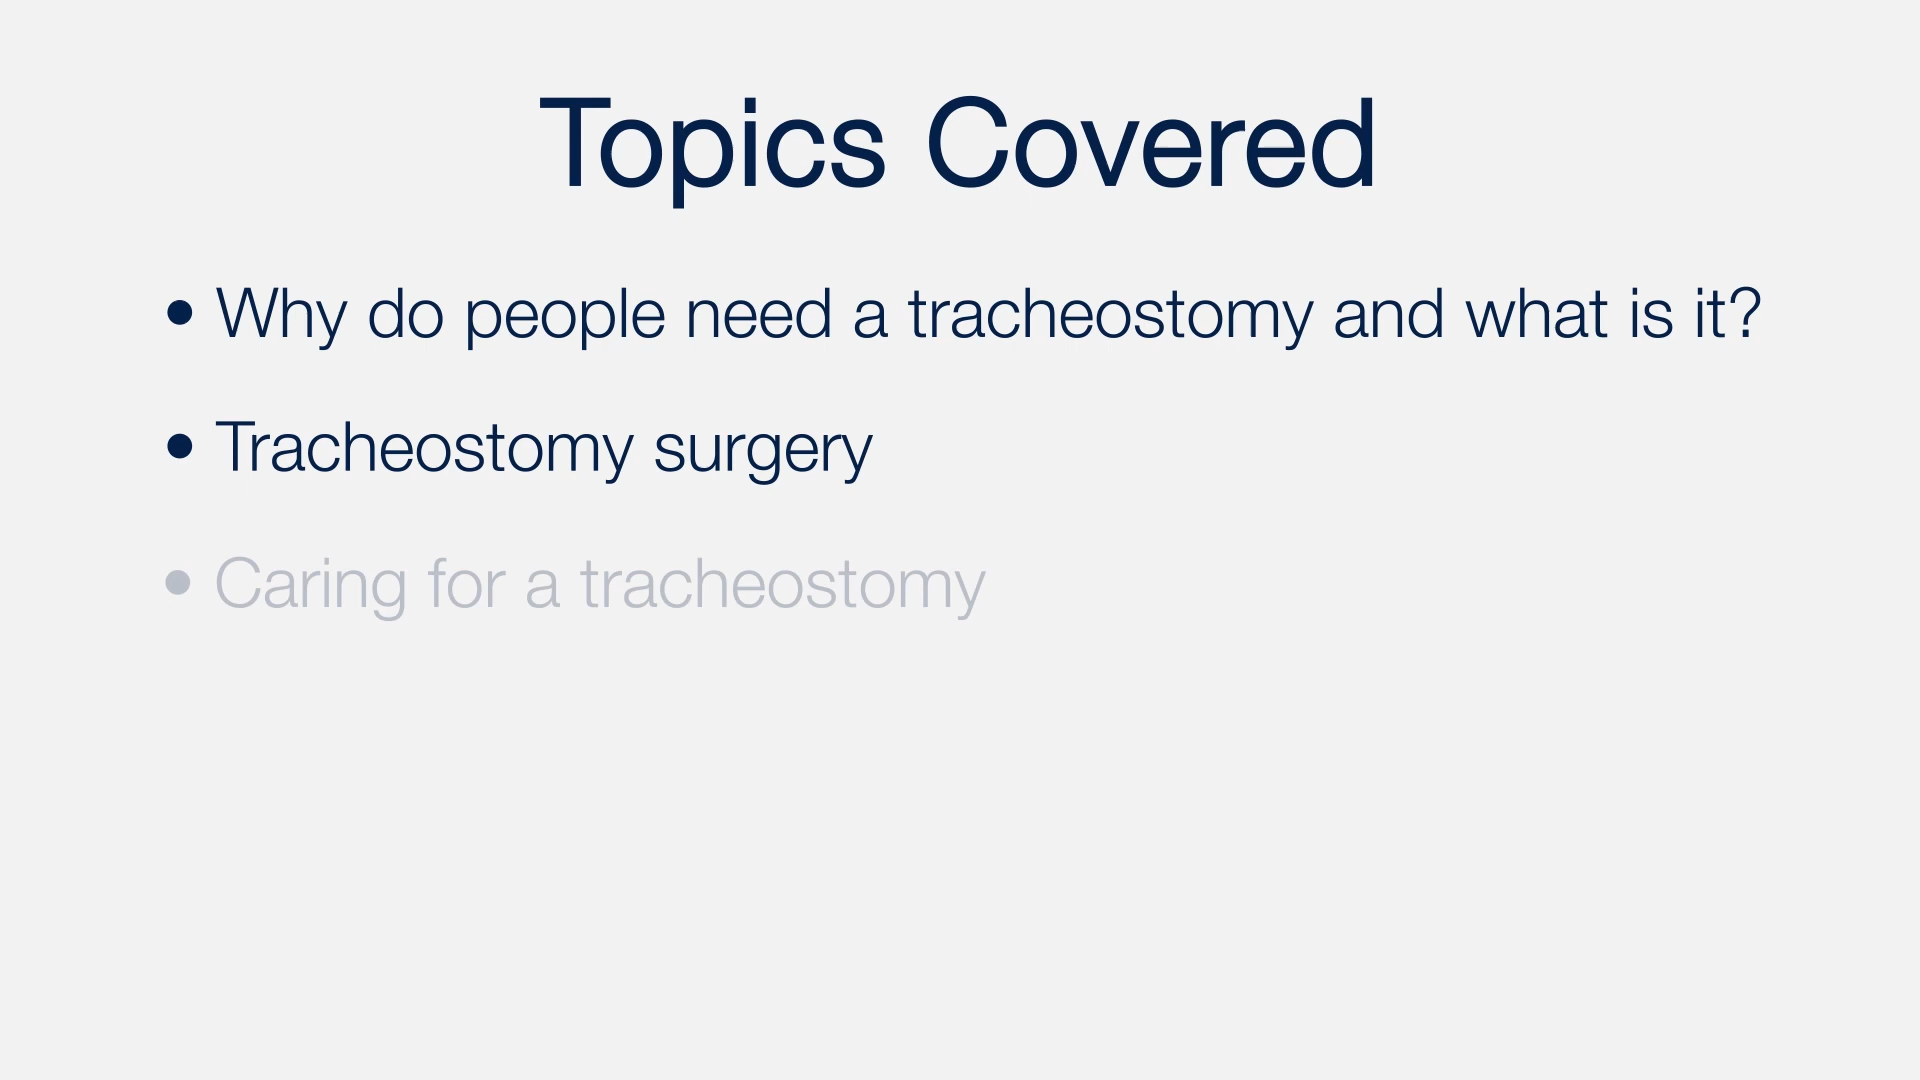 Topics Covered
• Why do people need a tracheostomy and what is it?
• Tracheostomy surgery
• Caring for a tracheostomy